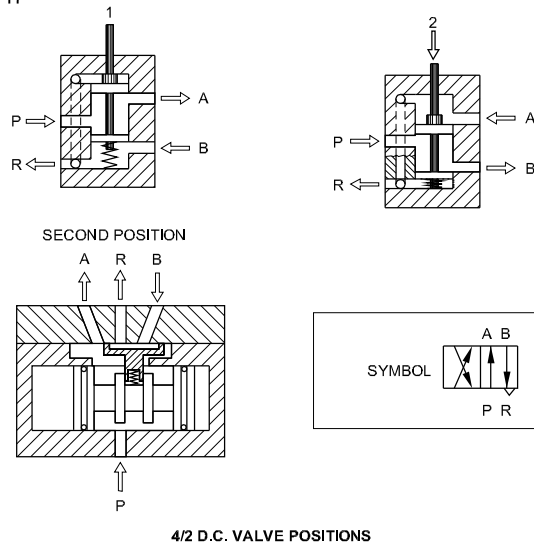 1
A
P
B
R
2
A
P
B
R
SECOND POSITION
A R B
P
SYMBOL
A B
P R
4/2 D.C. VALVE POSITIONS